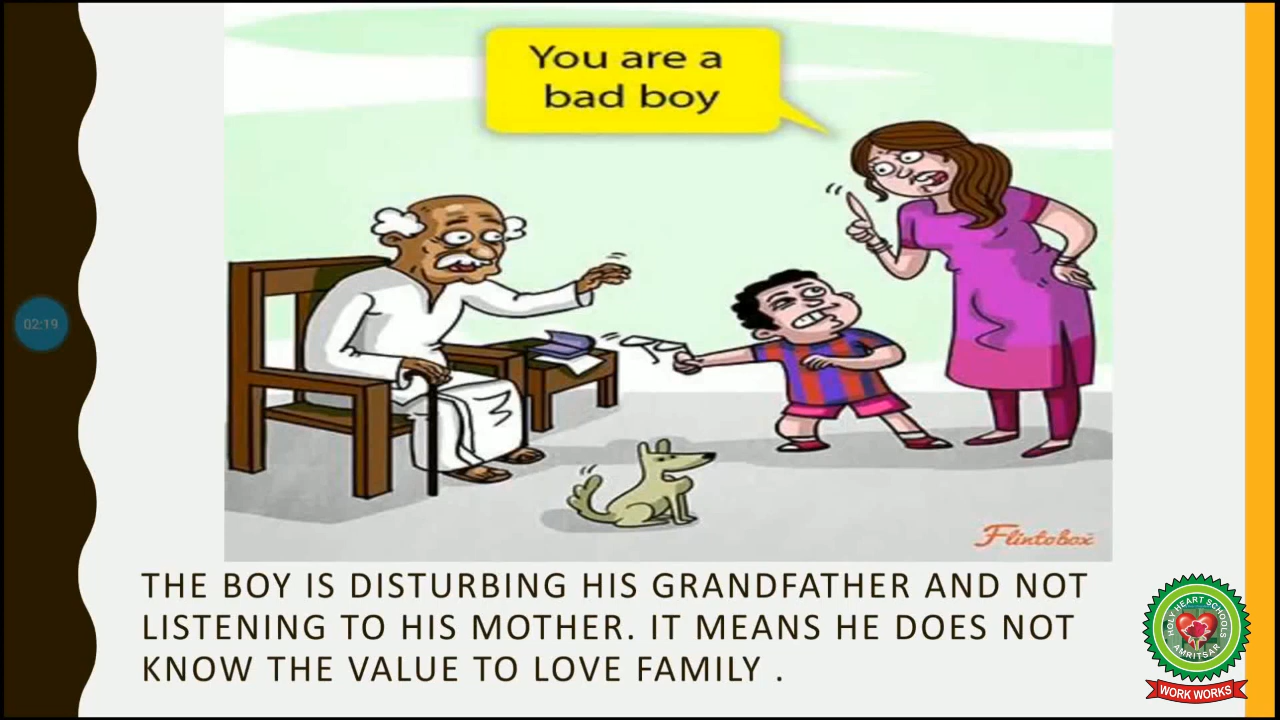 You are a
bad boy
02:19
Flintobox
THE BOY IS DISTURBING HIS GRANDFATHER AND NOT
LISTENING TO HIS MOTHER. IT MEANS HE DOES NOT
KNOW THE VALUE TO LOVE FAMILY .
HOLY HEART SCHOOLS
AMRITSAR
WORK WORKS